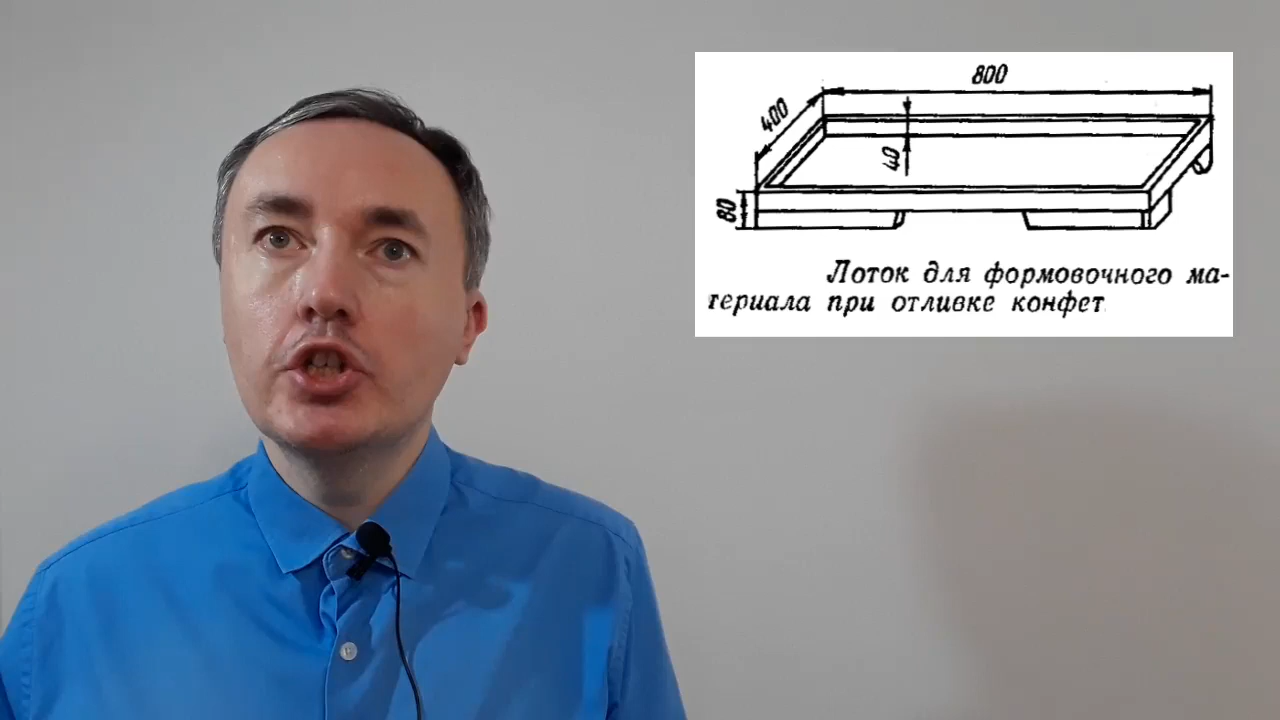 800
400
40
80
Лоток для формовочного ма-
териала при отливке конфет